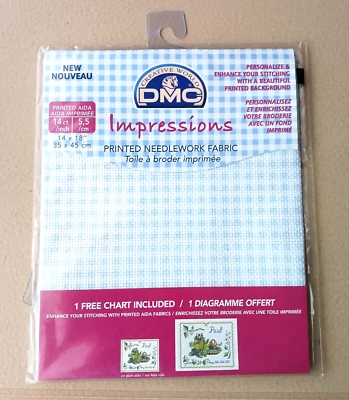 NEW
NOUVEAU
CREATIVE WORLD
DMC
PERSONALIZE &
ENHANCE YOUR STITCHING
WITH A BEAUTIFUL
PRINTED BACKGROUND
PERSONNALISEZ
ET ENRICHISSEZ
VOTRE BRODERIE
AVEC UN FOND
IMPRIMÉ
PRINTED AIDA
AIDA IMPRIMÉE
14 ct 5,5
/inch /cm
14 x 18"
35 x 45 cm
Impressions
PRINTED NEEDLEWORK FABRIC
Toile à broder imprimée
1 FREE CHART INCLUDED / 1 DIAGRAMME OFFERT
ENHANCE YOUR STITCHING WITH PRINTED AIDA FABRICS / ENRICHISSEZ VOTRE BRODERIE AVEC UNE TOILE IMPRIMÉE
Paul
Paul